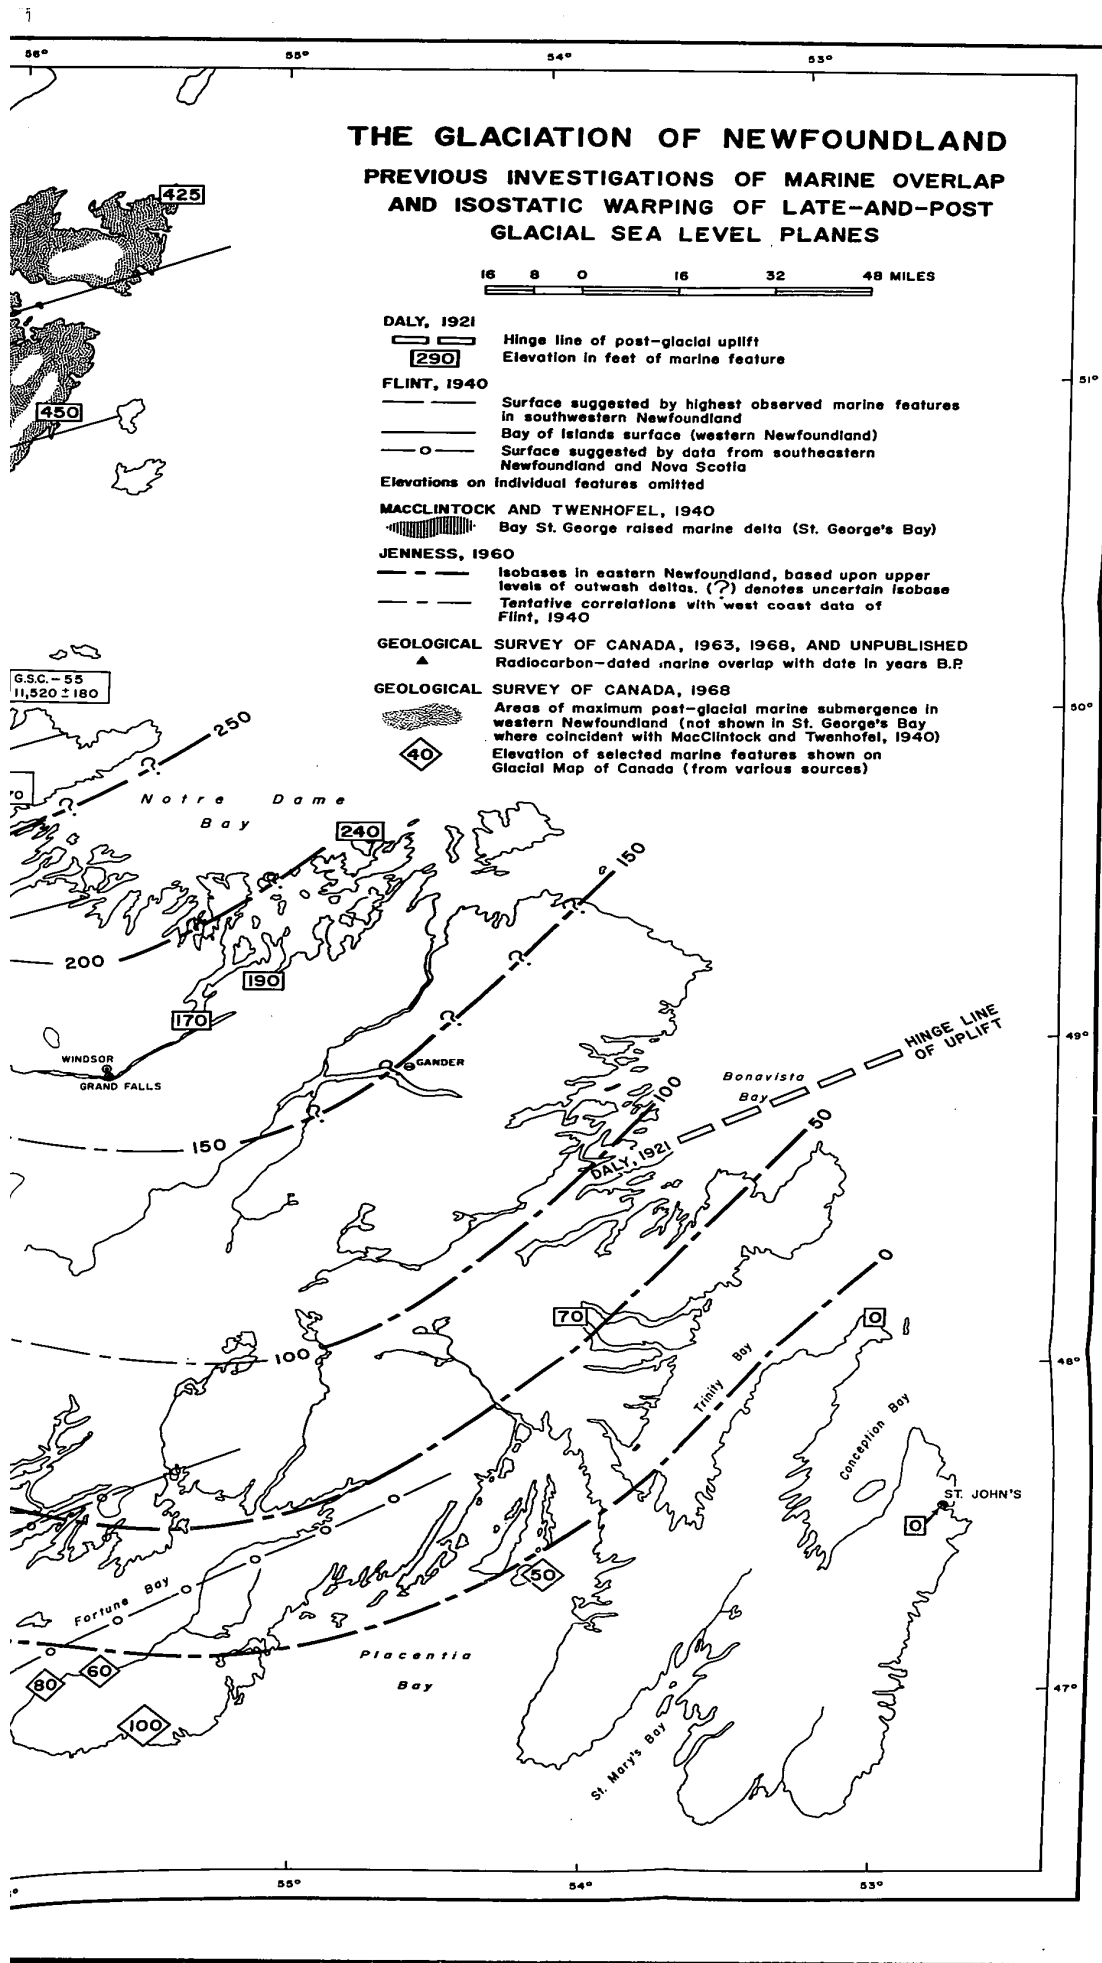 56°
55°
54°
53°
THE GLACIATION OF NEWFOUNDLAND
PREVIOUS INVESTIGATIONS OF MARINE OVERLAP
AND ISOSTATIC WARPING OF LATE-AND-POST
GLACIAL SEA LEVEL PLANES
16 8 0 16 32 48 MILES
DALY, 1921
Hinge line of post-glacial uplift
290 Elevation in feet of marine feature
FLINT, 1940
Surface suggested by highest observed marine features
in southwestern Newfoundland
Bay of Islands surface (western Newfoundland)
Surface suggested by data from southeastern
Newfoundland and Nova Scotia
Elevations on individual features omitted
MACCLINTOCK AND TWENHOFEL, 1940
Bay St. George raised marine delta (St. George's Bay)
JENNESS, 1960
Isobases in eastern Newfoundland, based upon upper
levels of outwash deltas. (?) denotes uncertain isobase
Tentative correlations with west coast data of
Flint, 1940
GEOLOGICAL SURVEY OF CANADA, 1963, 1968, AND UNPUBLISHED
Radiocarbon-dated marine overlap with date in years B.P.
GEOLOGICAL SURVEY OF CANADA, 1968
Areas of maximum post-glacial marine submergence in
western Newfoundland (not shown in St. George's Bay
where coincident with MacClintock and Twenhofel, 1940)
40 Elevation of selected marine features shown on
Glacial Map of Canada (from various sources)
425
450
51°
G.S.C.-55
11,520 ± 180
50°
250
?
?
70
Notre Dame
Bay
240
150
?
?
?
?
200
190
170
?
?
WINDSOR
GRAND FALLS
GANDER
49°
HINGE LINE
OF UPLIFT
Bonavista
Bay
100
50
DALY, 1921
150
?
0
70
0
100
48°
Trinity Bay
Conception Bay
ST. JOHN'S
0
50
Fortune Bay
Placentia
Bay
80
60
100
47°
St. Mary's Bay
55°
54°
53°